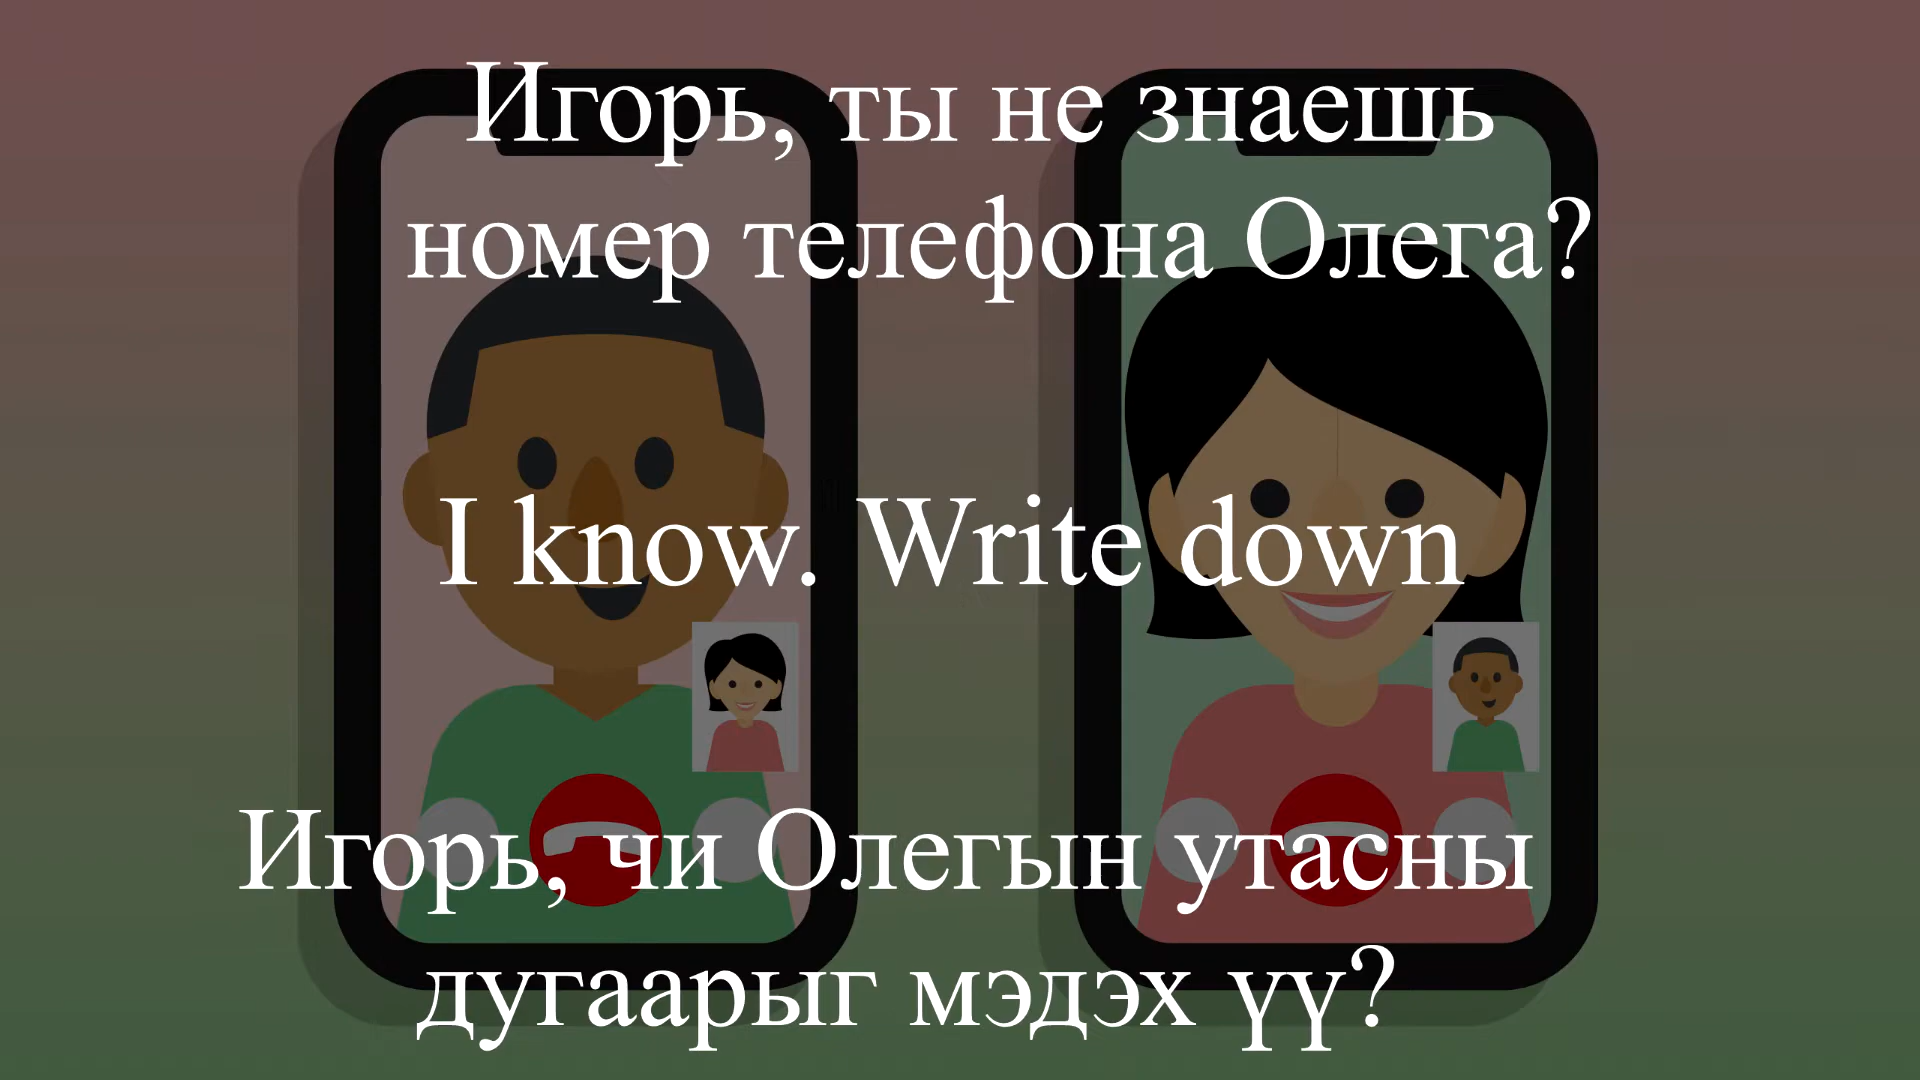 Игорь, ты не знаешь
номер телефона Олега?
I know. Write down
Игорь, чи Олегын утасны
дугаарыг мэдэх үү?